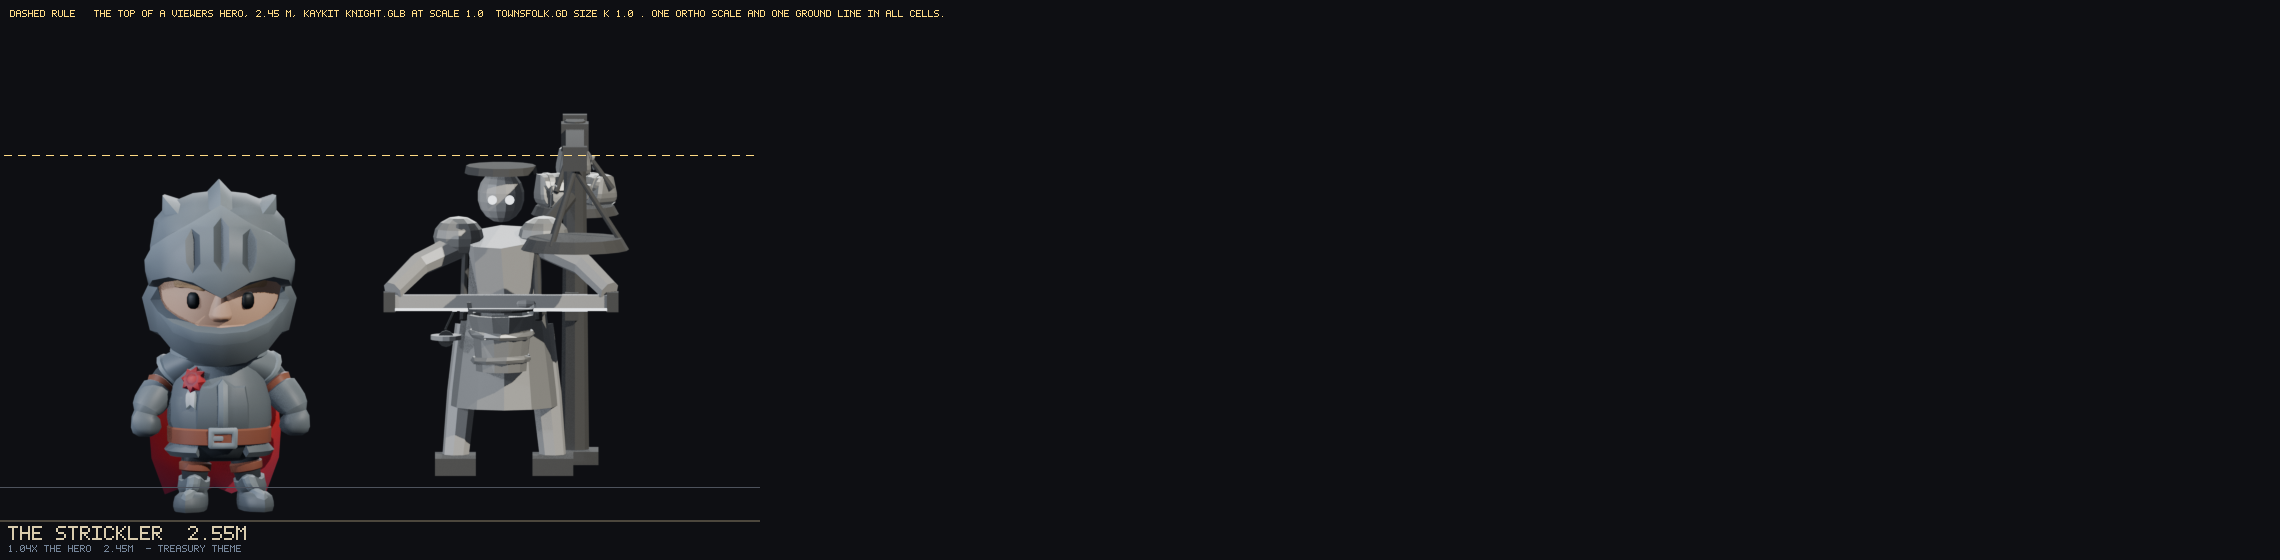 DASHED RULE   THE TOP OF A VIEWERS HERO, 2.45 M, KAYKIT KNIGHT.GLB AT SCALE 1.0  TOWNSFOLK.GD SIZE K 1.0 . ONE ORTHO SCALE AND ONE GROUND LINE IN ALL CELLS.
THE STRICKLER  2.55M
1.04X THE HERO  2.45M  – TREASURY THEME